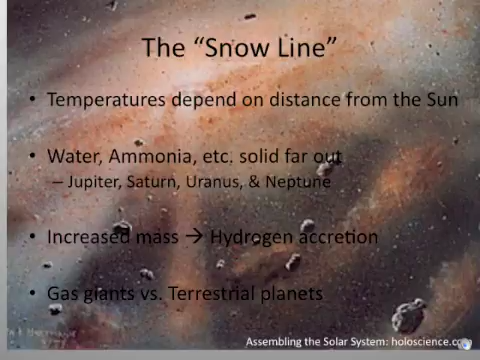 The “Snow Line”
• Temperatures depend on distance from the Sun
• Water, Ammonia, etc. solid far out
– Jupiter, Saturn, Uranus, & Neptune
• Increased mass → Hydrogen accretion
• Gas giants vs. Terrestrial planets
Assembling the Solar System: holoscience.com